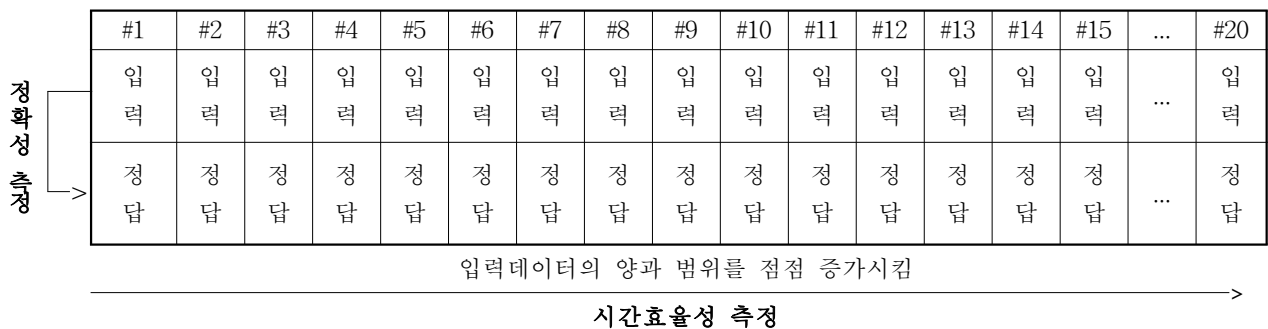 #1 #2 #3 #4 #5 #6 #7 #8 #9 #10 #11 #12 #13 #14 #15 ... #20
정확성 측정
입력 입력 입력 입력 입력 입력 입력 입력 입력 입력 입력 입력 입력 입력 입력 ... 입력
정답 정답 정답 정답 정답 정답 정답 정답 정답 정답 정답 정답 정답 정답 정답 ... 정답
입력데이터의 양과 범위를 점점 증가시킴
시간효율성 측정